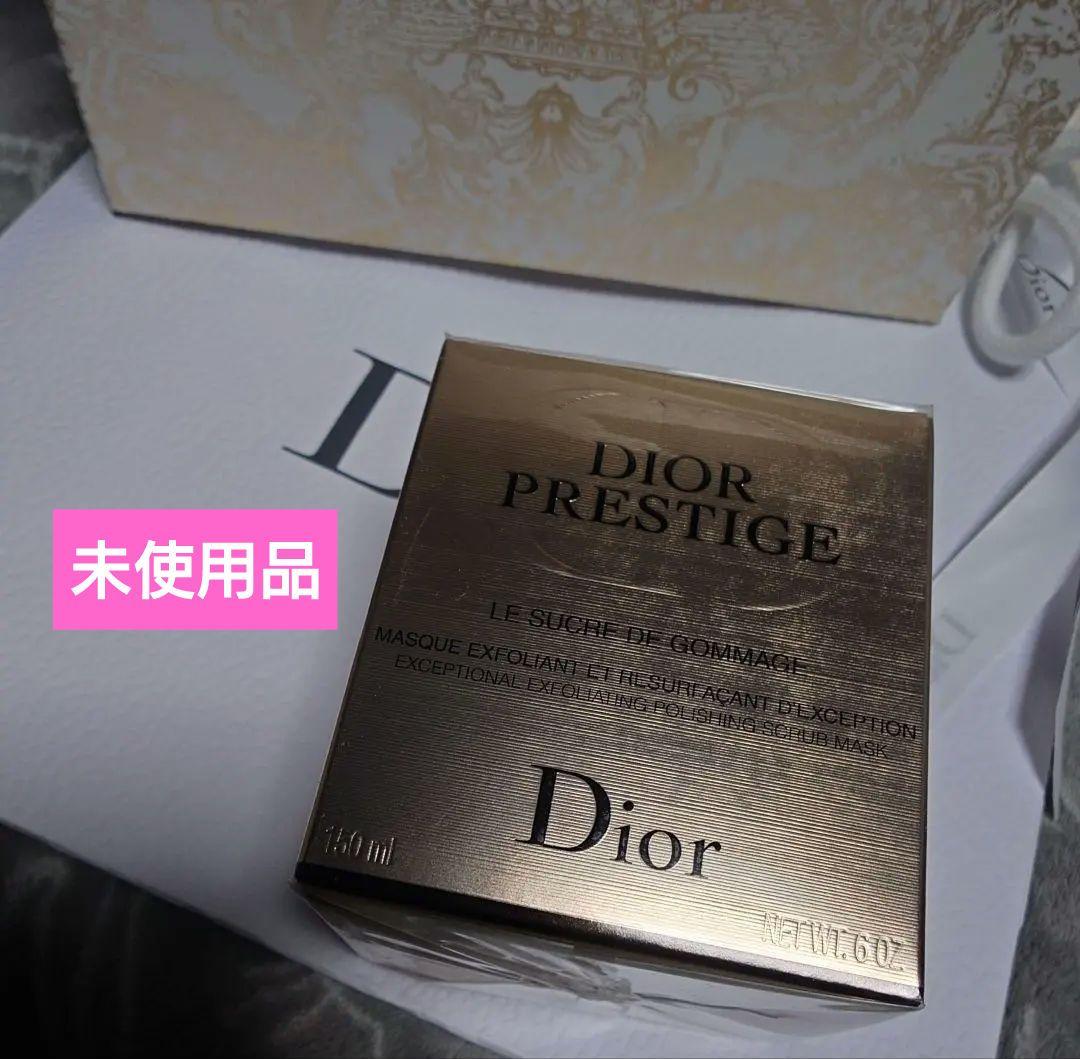 Dior
D
未使用品
DIOR
PRESTIGE
LE SUCRE DE GOMMAGE
MASQUE EXFOLIANT ET RESURFAÇANT D'EXCEPTION
EXCEPTIONAL EXFOLIATING POLISHING SCRUB MASK
Dior
150 ml
NET WT. 6 OZ